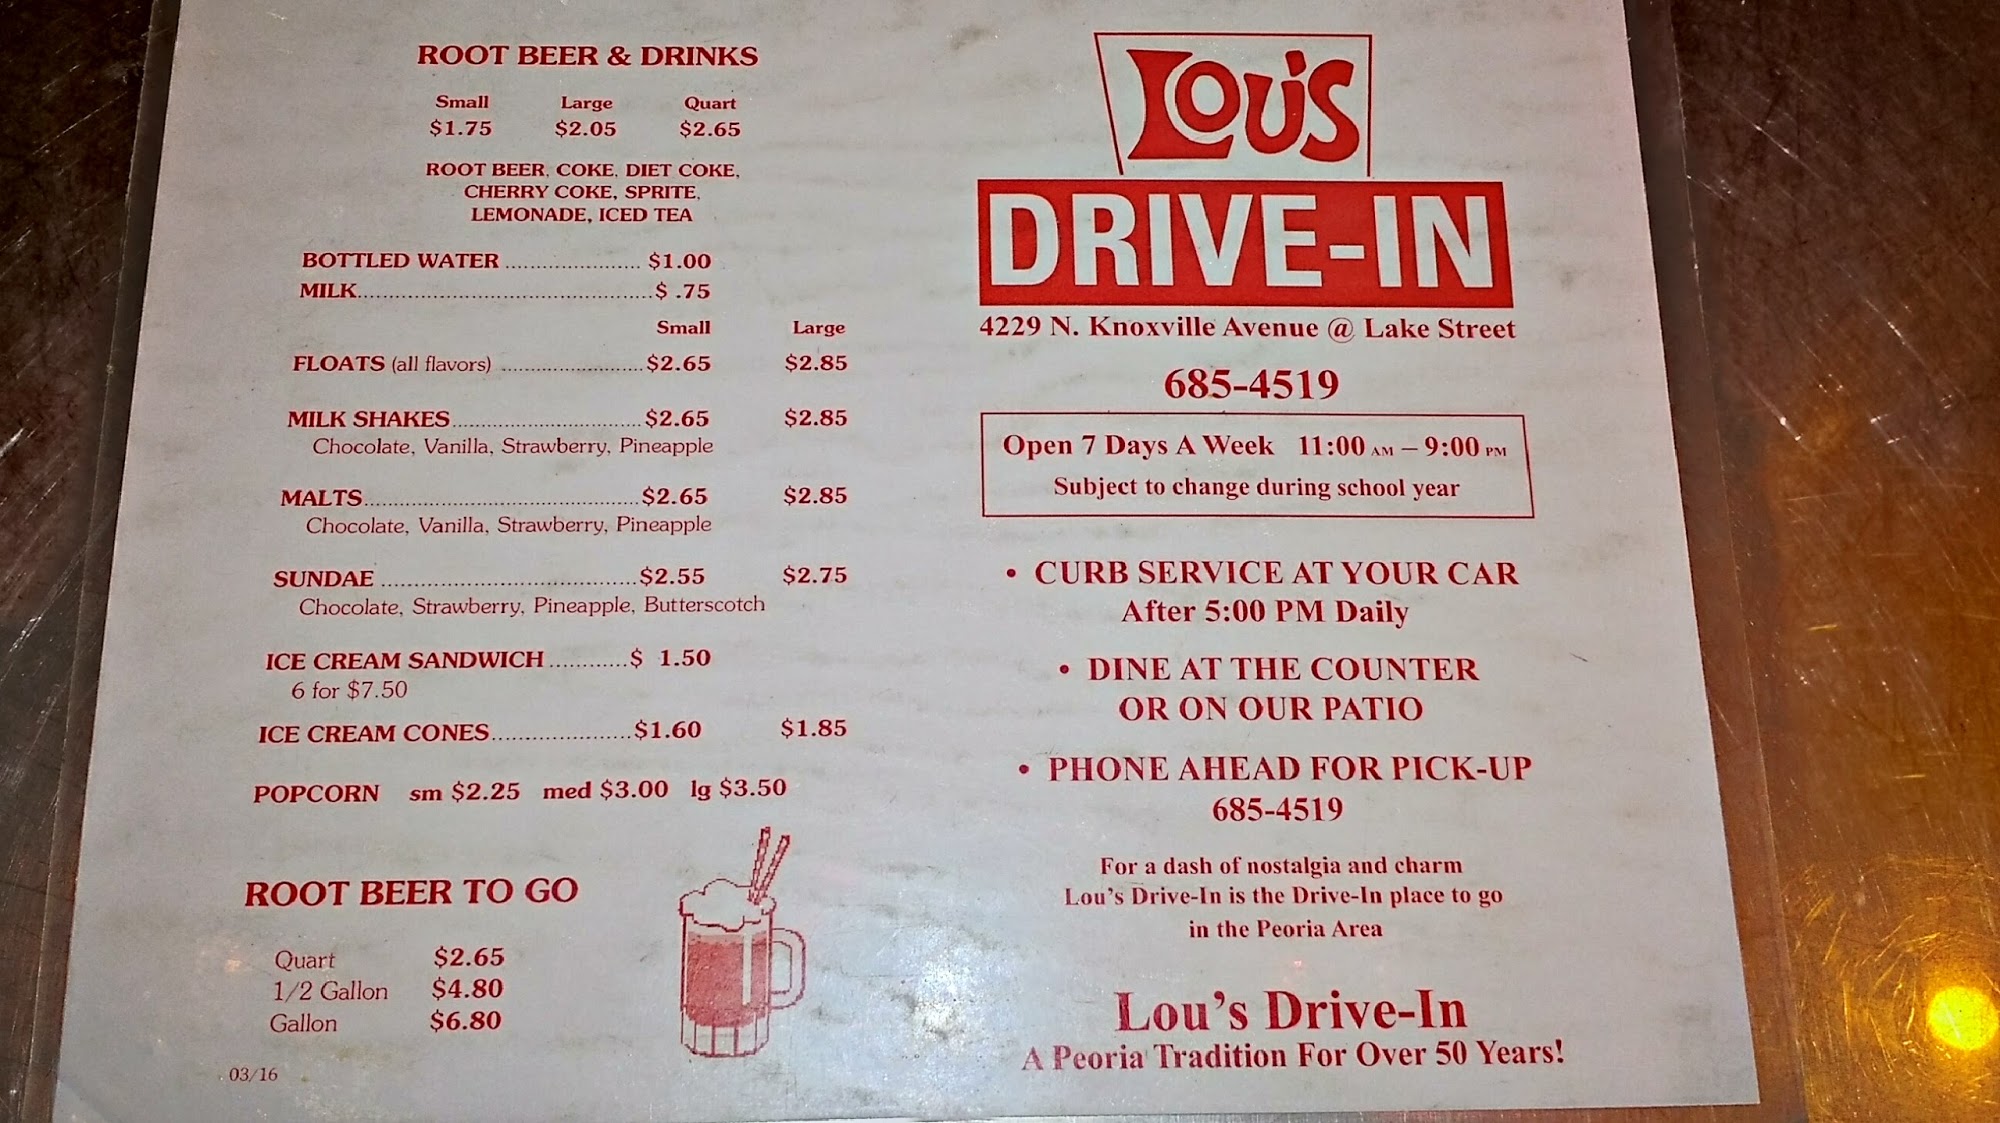 ROOT BEER & DRINKS
Small Large Quart
$1.75 $2.05 $2.65
ROOT BEER, COKE, DIET COKE,
CHERRY COKE, SPRITE,
LEMONADE, ICED TEA
BOTTLED WATER ..................... $1.00
MILK...............................................$ .75
Small Large
FLOATS (all flavors) ......................$2.65 $2.85
MILK SHAKES..............................$2.65 $2.85
Chocolate, Vanilla, Strawberry, Pineapple
MALTS...........................................$2.65 $2.85
Chocolate, Vanilla, Strawberry, Pineapple
SUNDAE ........................................$2.55 $2.75
Chocolate, Strawberry, Pineapple, Butterscotch
ICE CREAM SANDWICH ............$ 1.50
6 for $7.50
ICE CREAM CONES......................$1.60 $1.85
POPCORN sm $2.25 med $3.00 lg $3.50
ROOT BEER TO GO
Quart $2.65
1/2 Gallon $4.80
Gallon $6.80
03/16
LOU'S
DRIVE-IN
4229 N. Knoxville Avenue @ Lake Street
685-4519
Open 7 Days A Week 11:00 AM – 9:00 PM
Subject to change during school year
• CURB SERVICE AT YOUR CAR
After 5:00 PM Daily
• DINE AT THE COUNTER
OR ON OUR PATIO
• PHONE AHEAD FOR PICK-UP
685-4519
For a dash of nostalgia and charm
Lou's Drive-In is the Drive-In place to go
in the Peoria Area
Lou's Drive-In
A Peoria Tradition For Over 50 Years!